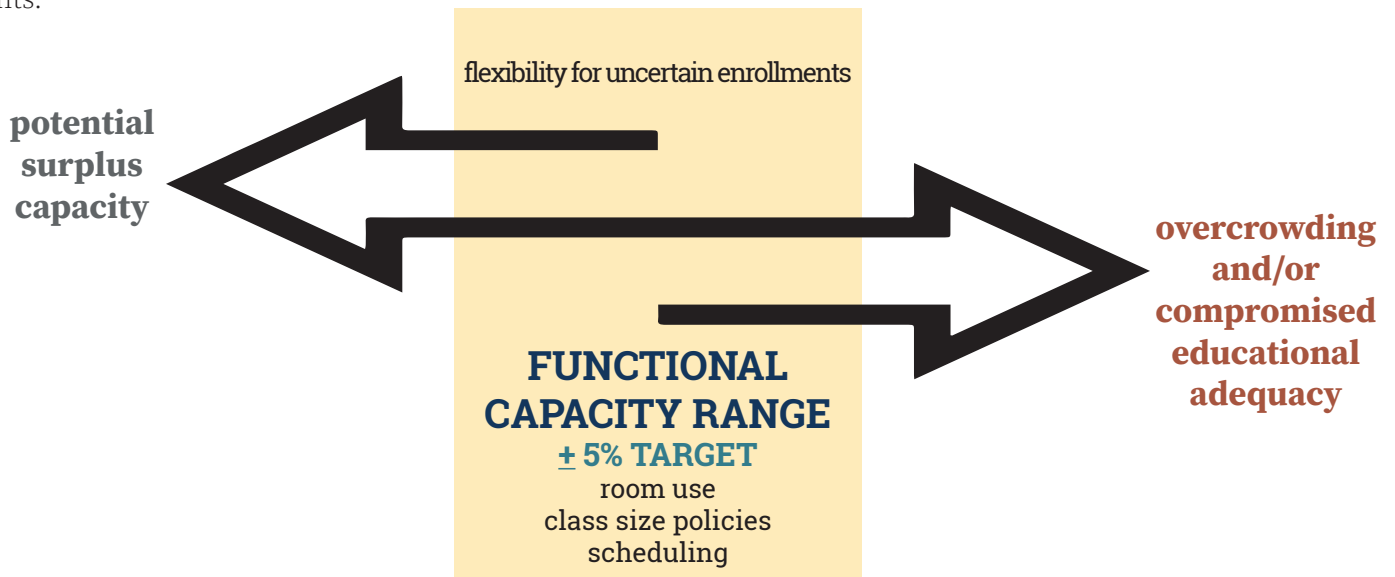 flexibility for uncertain enrollments
potential
surplus
capacity
overcrowding
and/or
compromised
educational
adequacy
FUNCTIONAL
CAPACITY RANGE
± 5% TARGET
room use
class size policies
scheduling